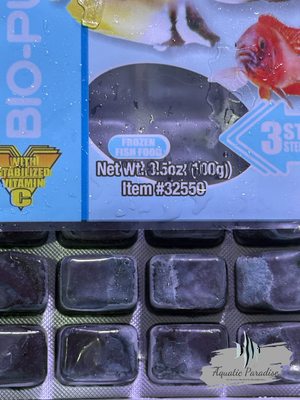 BIO-PU
WITH
STABILIZED
VITAMIN
C
FROZEN
FISH FOOD
Net Wt. 3.5oz (100g)
Item #32550
3 ST
STE
Aquatic Paradise